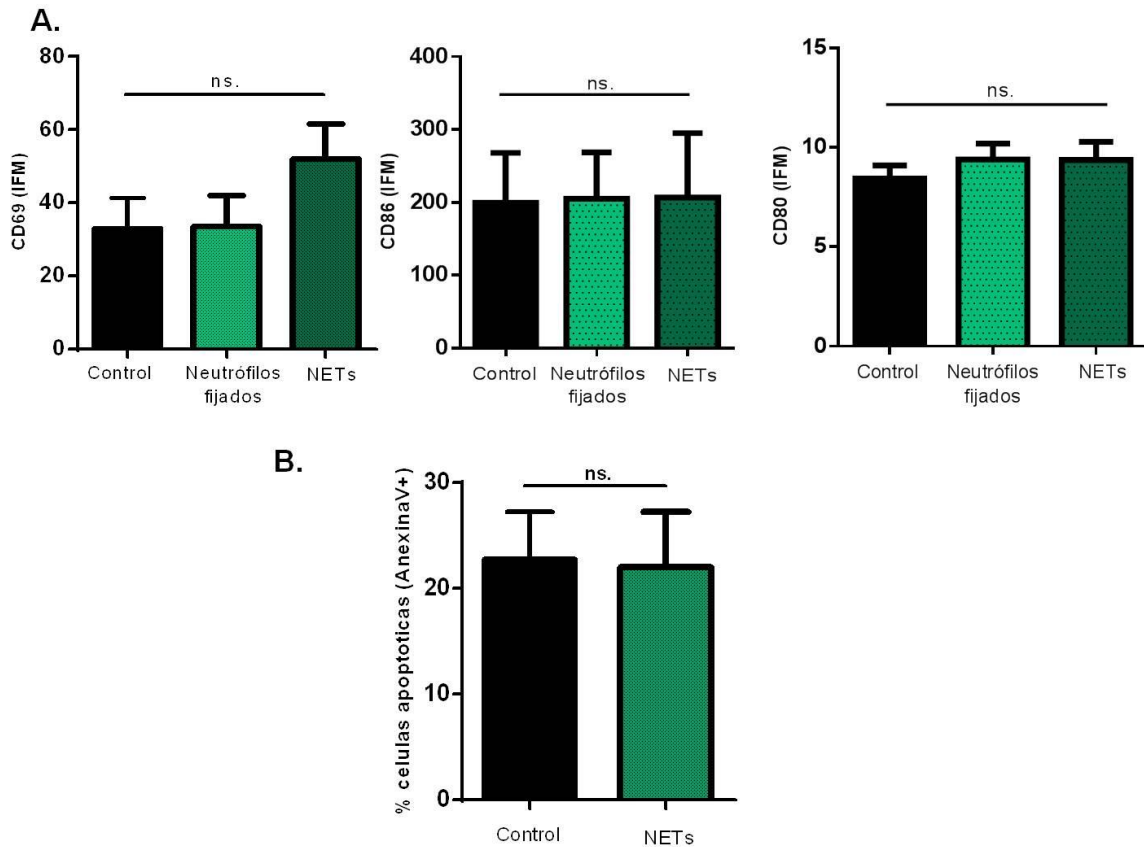 A.
80
60
40
20
0
CD69 (IFM)
ns.
Control
Neutrófilos
fijados
NETs
400
300
200
100
0
CD86 (IFM)
ns.
Control
Neutrófilos
fijados
NETs
15
10
5
0
CD80 (IFM)
ns.
Control
Neutrófilos
fijados
NETs
B.
30
20
10
0
% celulas apoptoticas (AnexinaV+)
ns.
Control
NETs